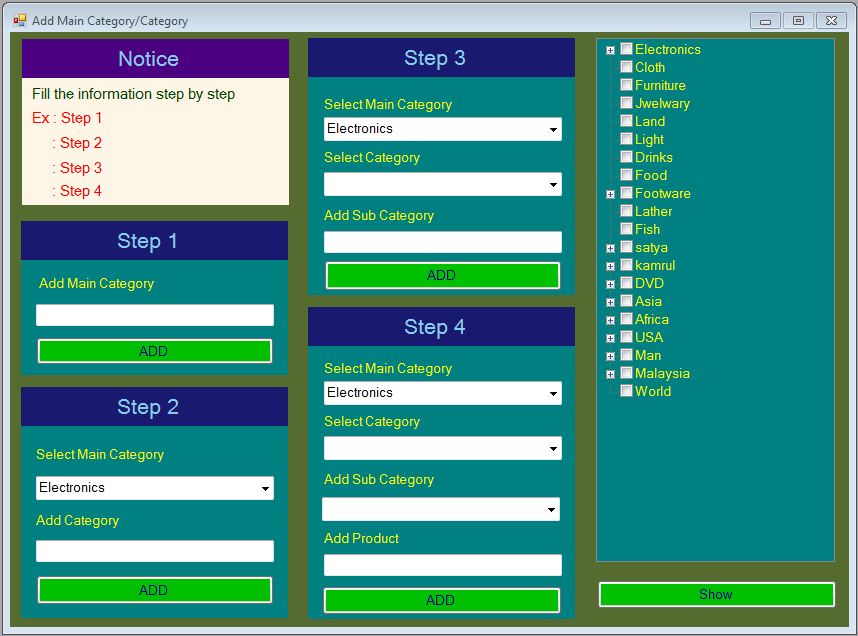 Add Main Category/Category
Notice
Fill the information step by step
Ex : Step 1
: Step 2
: Step 3
: Step 4
Step 1
Add Main Category
ADD
Step 2
Select Main Category
Electronics
Add Category
ADD
Step 3
Select Main Category
Electronics
Select Category
Add Sub Category
ADD
Step 4
Select Main Category
Electronics
Select Category
Add Sub Category
Add Product
ADD
Electronics
Cloth
Furniture
Jwelwary
Land
Light
Drinks
Food
Footware
Lather
Fish
satya
kamrul
DVD
Asia
Africa
USA
Man
Malaysia
World
Show